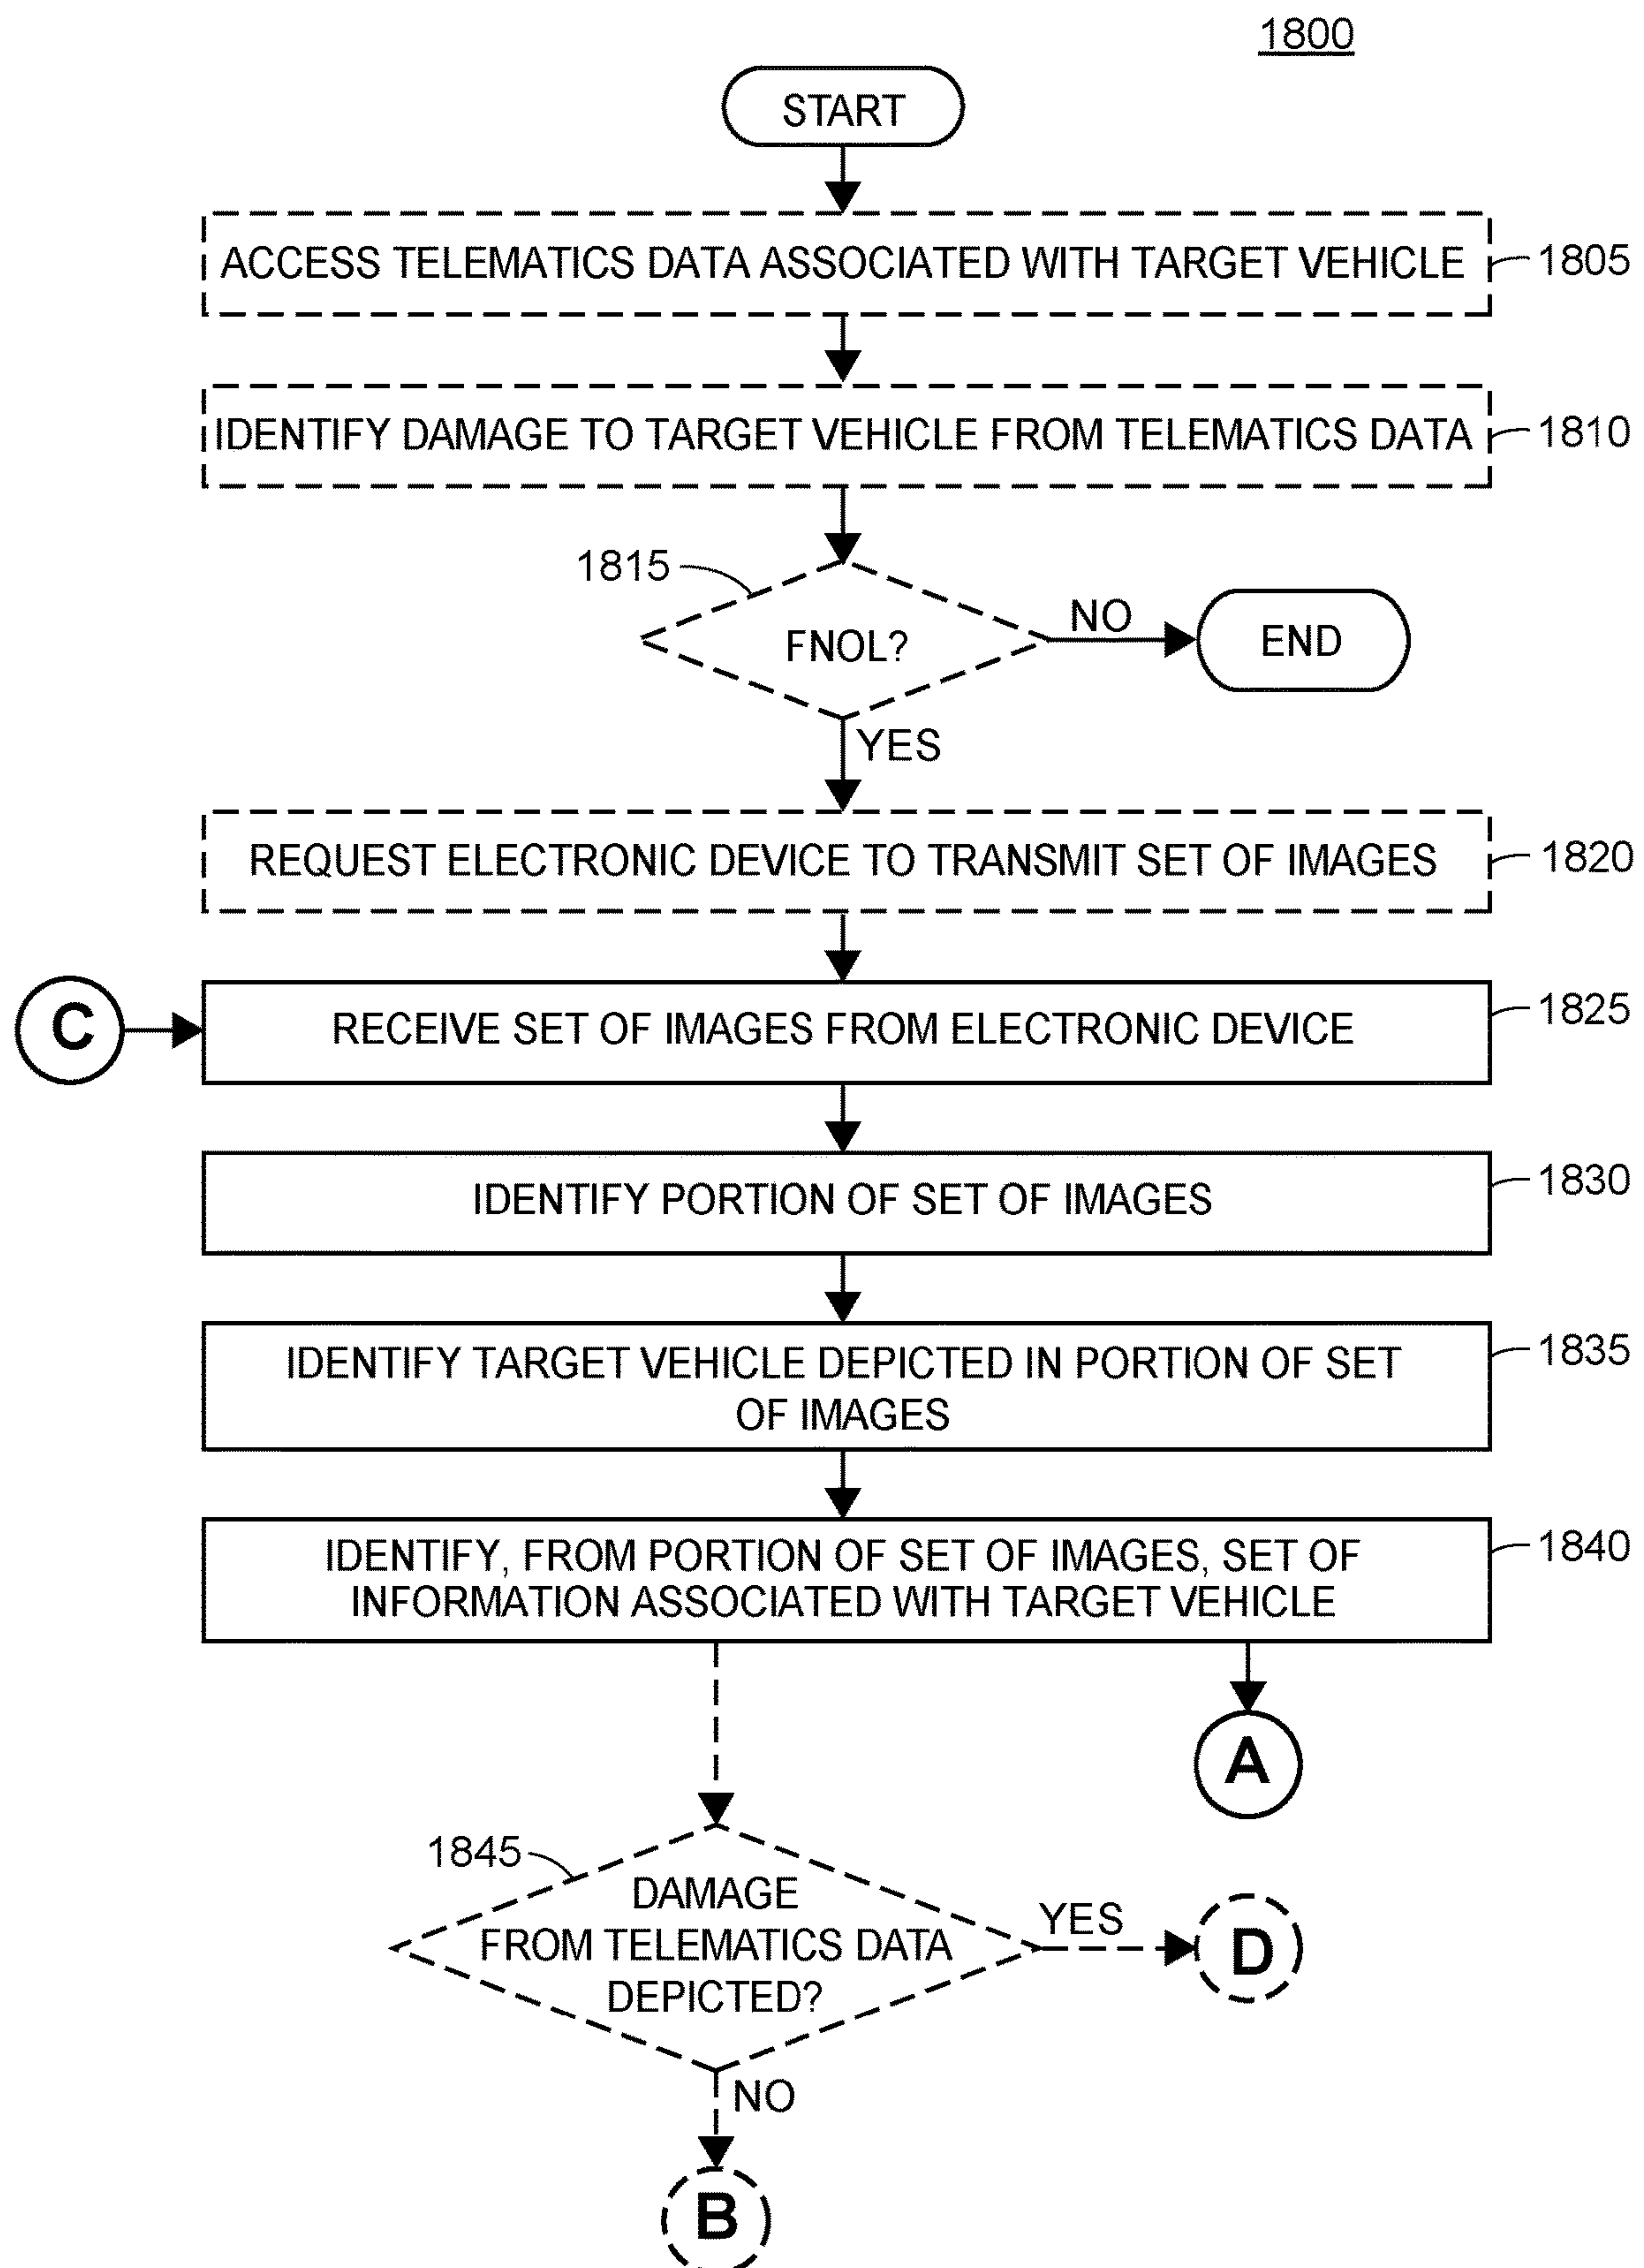 1800
START
ACCESS TELEMATICS DATA ASSOCIATED WITH TARGET VEHICLE
1805
IDENTIFY DAMAGE TO TARGET VEHICLE FROM TELEMATICS DATA
1810
1815
FNOL?
NO
END
YES
REQUEST ELECTRONIC DEVICE TO TRANSMIT SET OF IMAGES
1820
C
RECEIVE SET OF IMAGES FROM ELECTRONIC DEVICE
1825
IDENTIFY PORTION OF SET OF IMAGES
1830
IDENTIFY TARGET VEHICLE DEPICTED IN PORTION OF SET
OF IMAGES
1835
IDENTIFY, FROM PORTION OF SET OF IMAGES, SET OF
INFORMATION ASSOCIATED WITH TARGET VEHICLE
1840
A
1845
DAMAGE
FROM TELEMATICS DATA
DEPICTED?
YES
D
NO
B